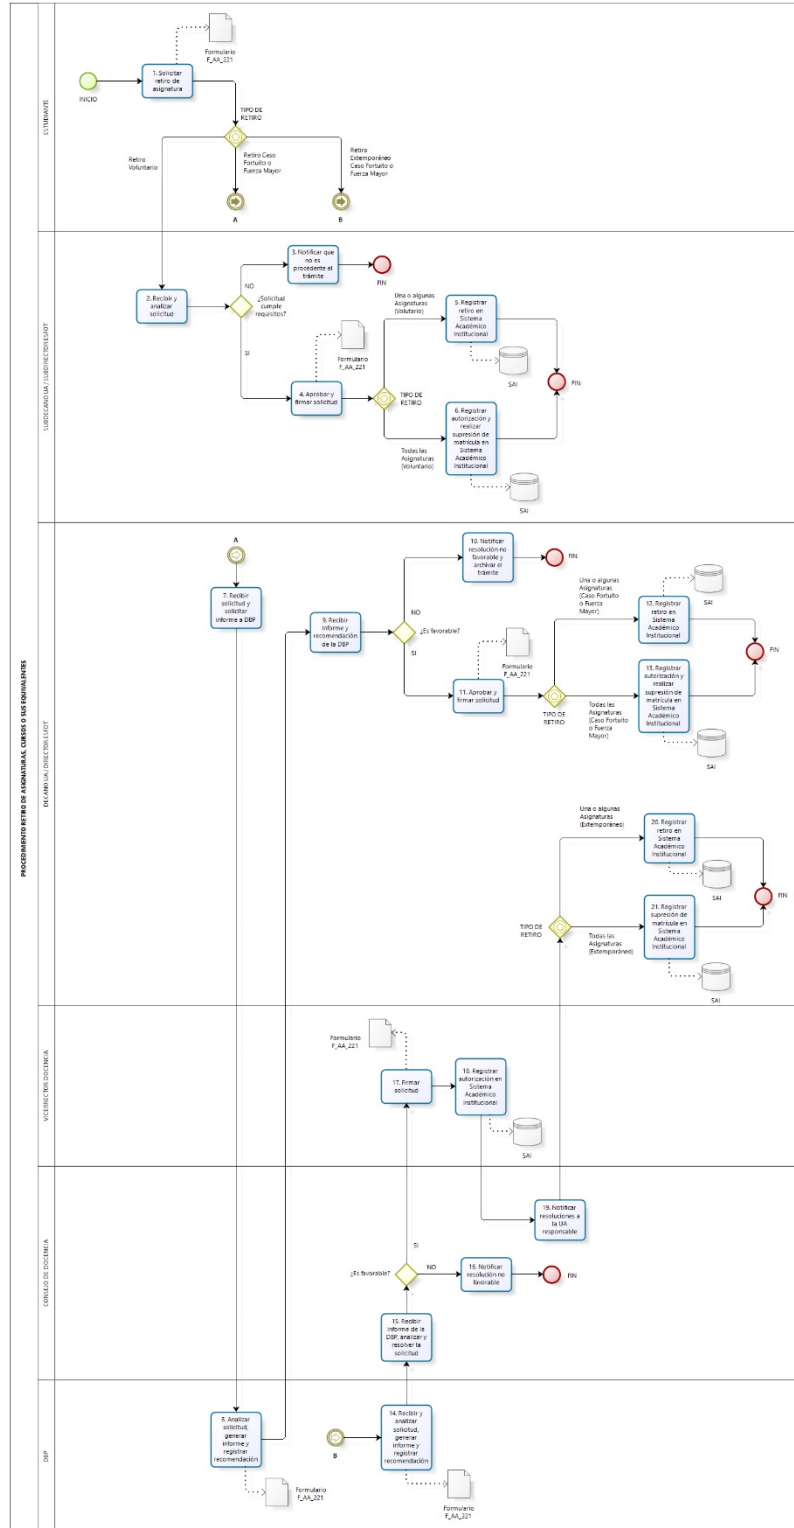 PROCEDIMIENTO RETIRO DE ASIGNATURAS, CURSOS O SUS EQUIVALENTES
ESTUDIANTE
Formulario
F_AA_221
1. Solicitar
retiro de
asignatura
INICIO
TIPO DE
RETIRO
Retiro
Voluntario
Retiro Caso
Fortuito o
Fuerza Mayor
Retiro
Extemporáneo
Caso Fortuito o
Fuerza Mayor
A
B
SUBDECANO UA / SUBDIRECTOR ESFOT
3. Notificar que
no es
procedente el
trámite
FIN
NO
2. Recibir y
analizar
solicitud
¿Solicitud
cumple
requisitos?
SI
Formulario
F_AA_221
4. Aprobar y
firmar solicitud
TIPO DE
RETIRO
Una o algunas
Asignaturas
(Volutario)
5. Registrar
retiro en
Sistema
Académico
Institucional
SAI
FIN
6. Registrar
autorización y
realizar
supresión de
matrícula en
Sistema
Académico
Institucional
Todas las
Asignaturas
(Voluntario)
SAI
DECANO UA / DIRECTOR ESFOT
A
7. Recibir
solicitud y
solicitar
informe a DBP
9. Recibir
informe y
recomendación
de la DBP
10. Notificar
resolución no
favorable y
archivar el
trámite
FIN
NO
¿Es favorable?
SI
Formulario
F_AA_221
11. Aprobar y
firmar solicitud
TIPO DE
RETIRO
Una o algunas
Asignaturas
(Caso Fortuito
o Fuerza
Mayor)
12. Registrar
retiro en
Sistema
Académico
Institucional
SAI
FIN
13. Registrar
autorización y
realizar
supresión de
matrícula en
Sistema
Académico
Institucional
Todas las
Asignaturas
(Caso Fortuito
o Fuerza
Mayor)
SAI
Una o algunas
Asignaturas
(Extemporáneo)
20. Registrar
retiro en
Sistema
Académico
Institucional
SAI
FIN
TIPO DE
RETIRO
Todas las
Asignaturas
(Extemporáneo)
21. Registrar
supresión de
matrícula en
Sistema
Académico
Institucional
SAI
VICERRECTOR DOCENCIA
Formulario
F_AA_221
17. Firmar
solicitud
18. Registrar
autorización en
Sistema
Académico
Institucional
SAI
CONSEJO DE DOCENCIA
19. Notificar
resoluciones a
la UA
responsable
SI
¿Es favorable?
NO
16. Notificar
resolución no
favorable
FIN
15. Recibir
informe de la
DBP, analizar y
resolver la
solicitud
DBP
8. Analizar
solicitud,
generar
informe y
registrar
recomendación
Formulario
F_AA_221
B
14. Recibir y
analizar
solicitud,
generar
informe y
registrar
recomendación
Formulario
F_AA_221